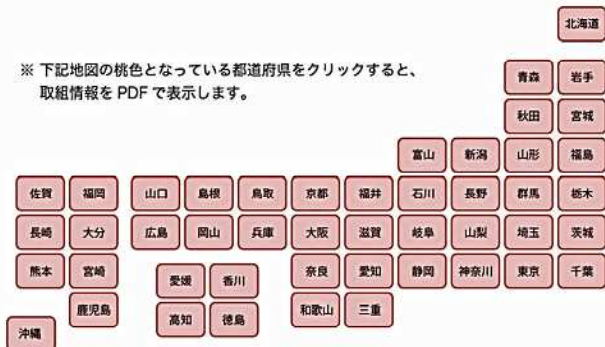 北海道
※ 下記地図の桃色となっている都道府県をクリックすると、
取組情報を PDF で表示します。
青森 岩手
秋田 宮城
富山 新潟 山形 福島
佐賀 福岡 山口 島根 鳥取 京都 福井 石川 長野 群馬 栃木
長崎 大分 広島 岡山 兵庫 大阪 滋賀 岐阜 山梨 埼玉 茨城
熊本 宮崎 愛媛 香川 奈良 愛知 静岡 神奈川 東京 千葉
鹿児島 高知 徳島 和歌山 三重
沖縄